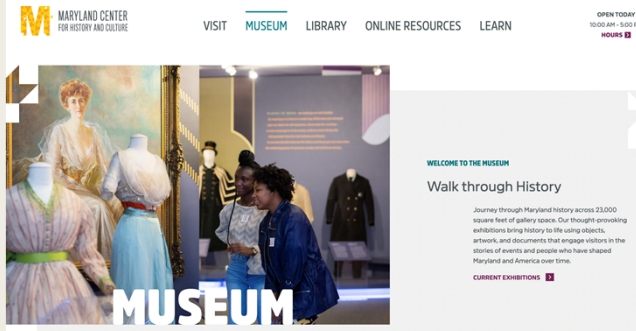 MARYLAND CENTER
FOR HISTORY AND CULTURE
VISIT
MUSEUM
LIBRARY
ONLINE RESOURCES
LEARN
OPEN TODAY
10:00 AM - 5:00
HOURS
WELCOME TO THE MUSEUM
Walk through History
Journey through Maryland history across 23,000
square feet of gallery space. Our thought-provoking
exhibitions bring history to life using objects,
artwork, and documents that engage visitors in the
stories of events and people who have shaped
Maryland and America over time.
CURRENT EXHIBITIONS
MUSEUM